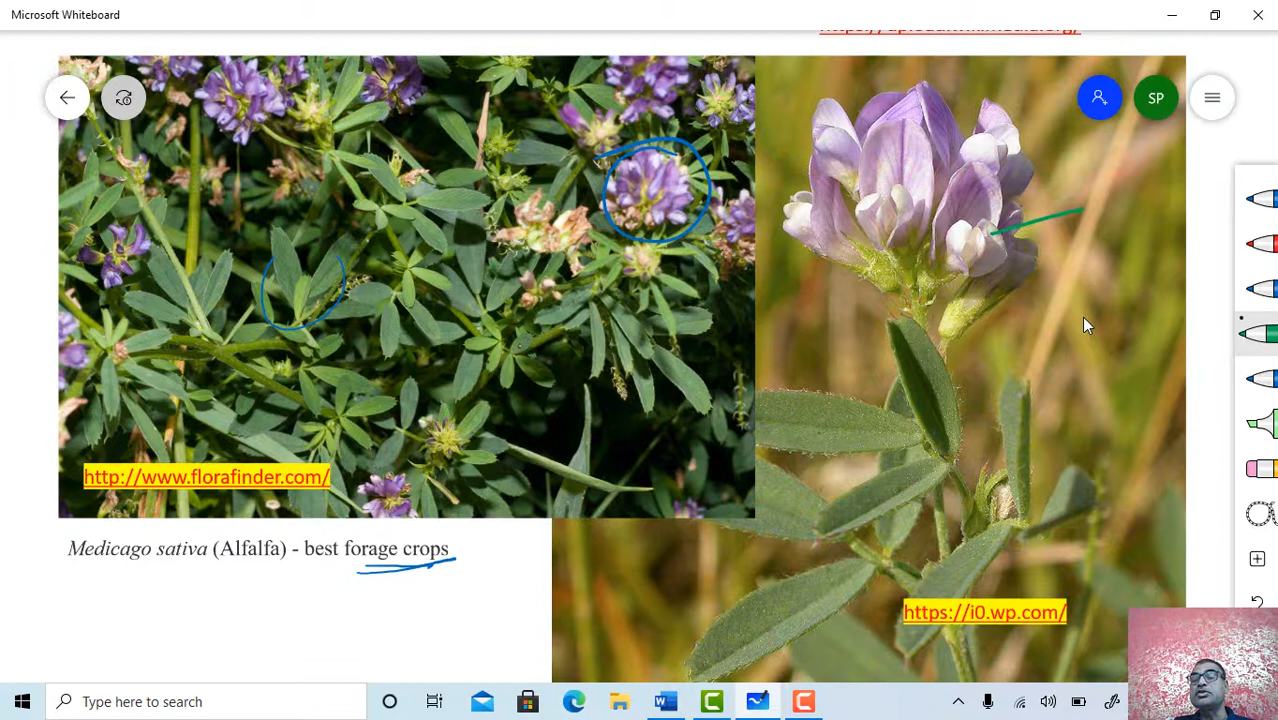 Microsoft Whiteboard
SP
http://www.florafinder.com/
Medicago sativa (Alfalfa) - best forage crops
https://i0.wp.com/
Type here to search